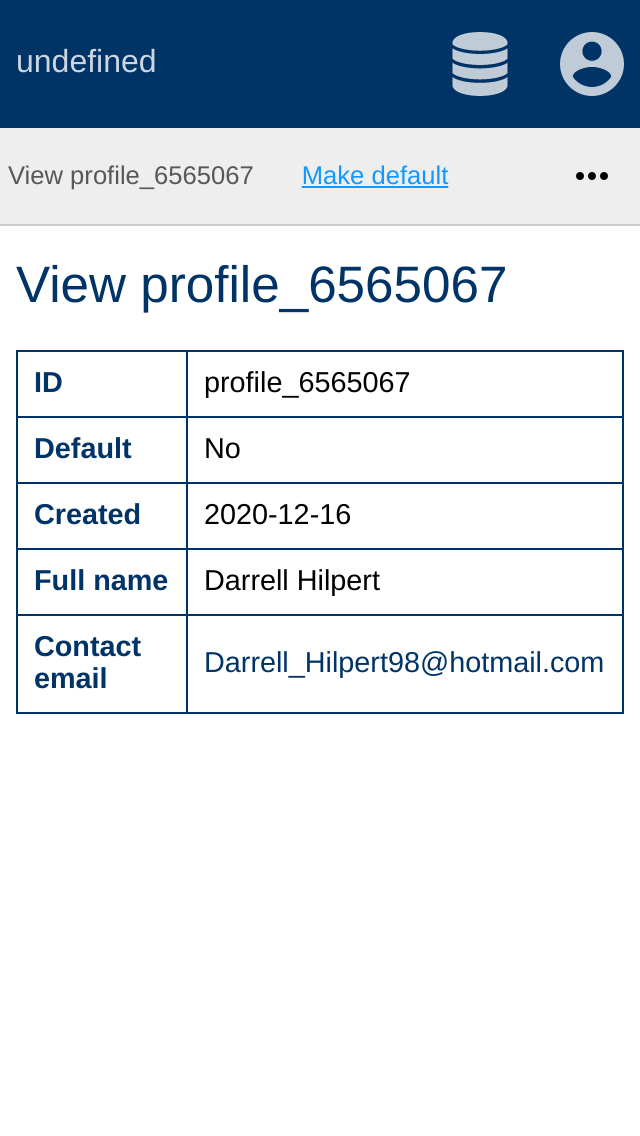 undefined
View profile_6565067 Make default
View profile_6565067
ID profile_6565067
Default No
Created 2020-12-16
Full name Darrell Hilpert
Contact
email Darrell_Hilpert98@hotmail.com